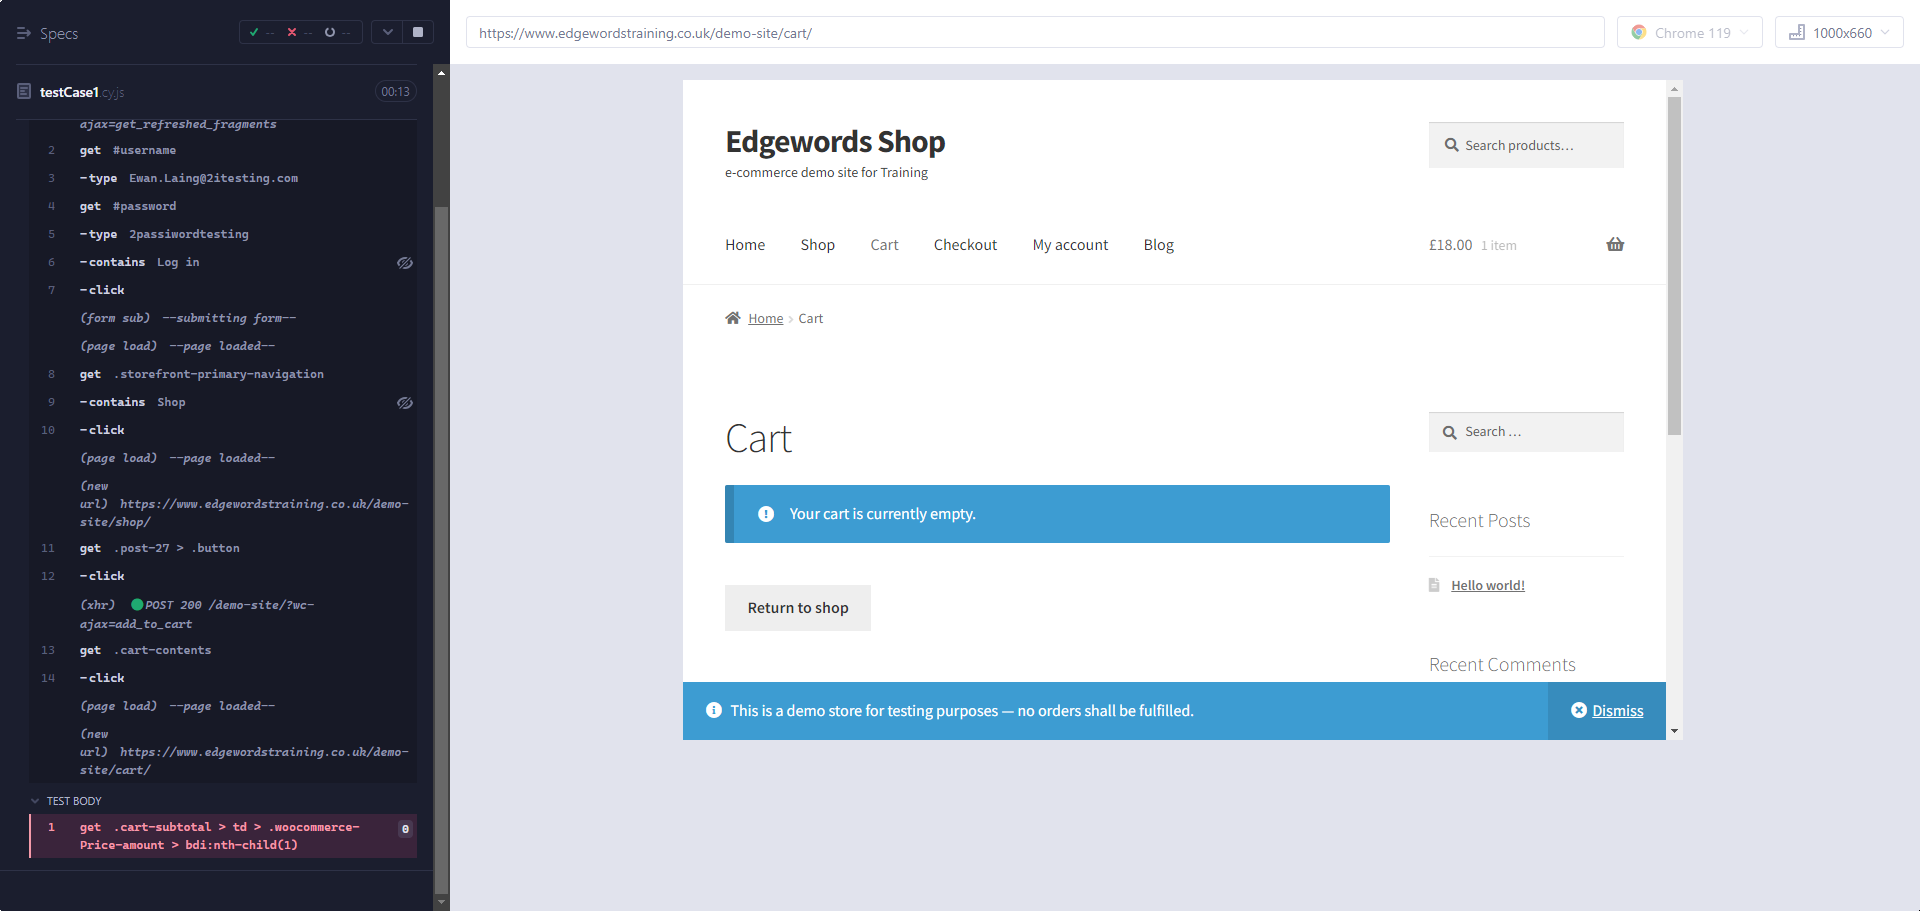 Specs
-- -- --
testCase1.cy.js 00:13
ajax=get_refreshed_fragments
2 get #username
3 -type Ewan.Laing@2itesting.com
4 get #password
5 -type 2passiwordtesting
6 -contains Log in
7 -click
(form sub) --submitting form--
(page load) --page loaded--
8 get .storefront-primary-navigation
9 -contains Shop
10 -click
(page load) --page loaded--
(new
url) https://www.edgewordstraining.co.uk/demo-
site/shop/
11 get .post-27 > .button
12 -click
(xhr) POST 200 /demo-site/?wc-
ajax=add_to_cart
13 get .cart-contents
14 -click
(page load) --page loaded--
(new
url) https://www.edgewordstraining.co.uk/demo-
site/cart/
TEST BODY
1 get .cart-subtotal > td > .woocommerce- 0
Price-amount > bdi:nth-child(1)
https://www.edgewordstraining.co.uk/demo-site/cart/
Chrome 119
1000x660
Edgewords Shop
e-commerce demo site for Training
Search products…
Home Shop Cart Checkout My account Blog
£18.00 1 item
Home > Cart
Cart
Your cart is currently empty.
Return to shop
Search …
Recent Posts
Hello world!
Recent Comments
This is a demo store for testing purposes — no orders shall be fulfilled.
Dismiss